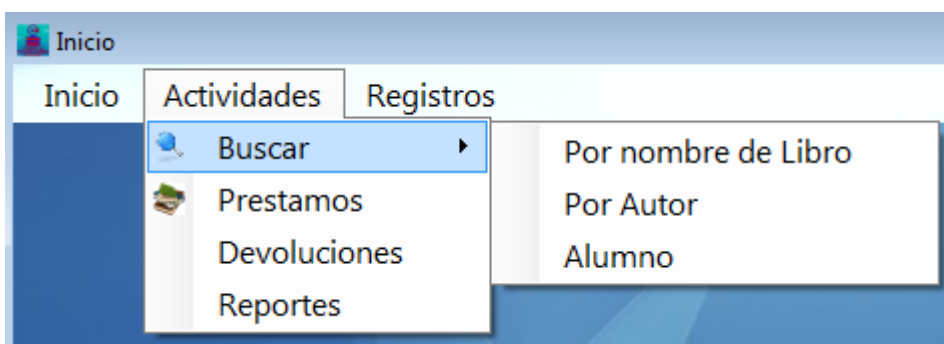 Inicio
Inicio Actividades Registros
Buscar Por nombre de Libro
Prestamos Por Autor
Devoluciones Alumno
Reportes